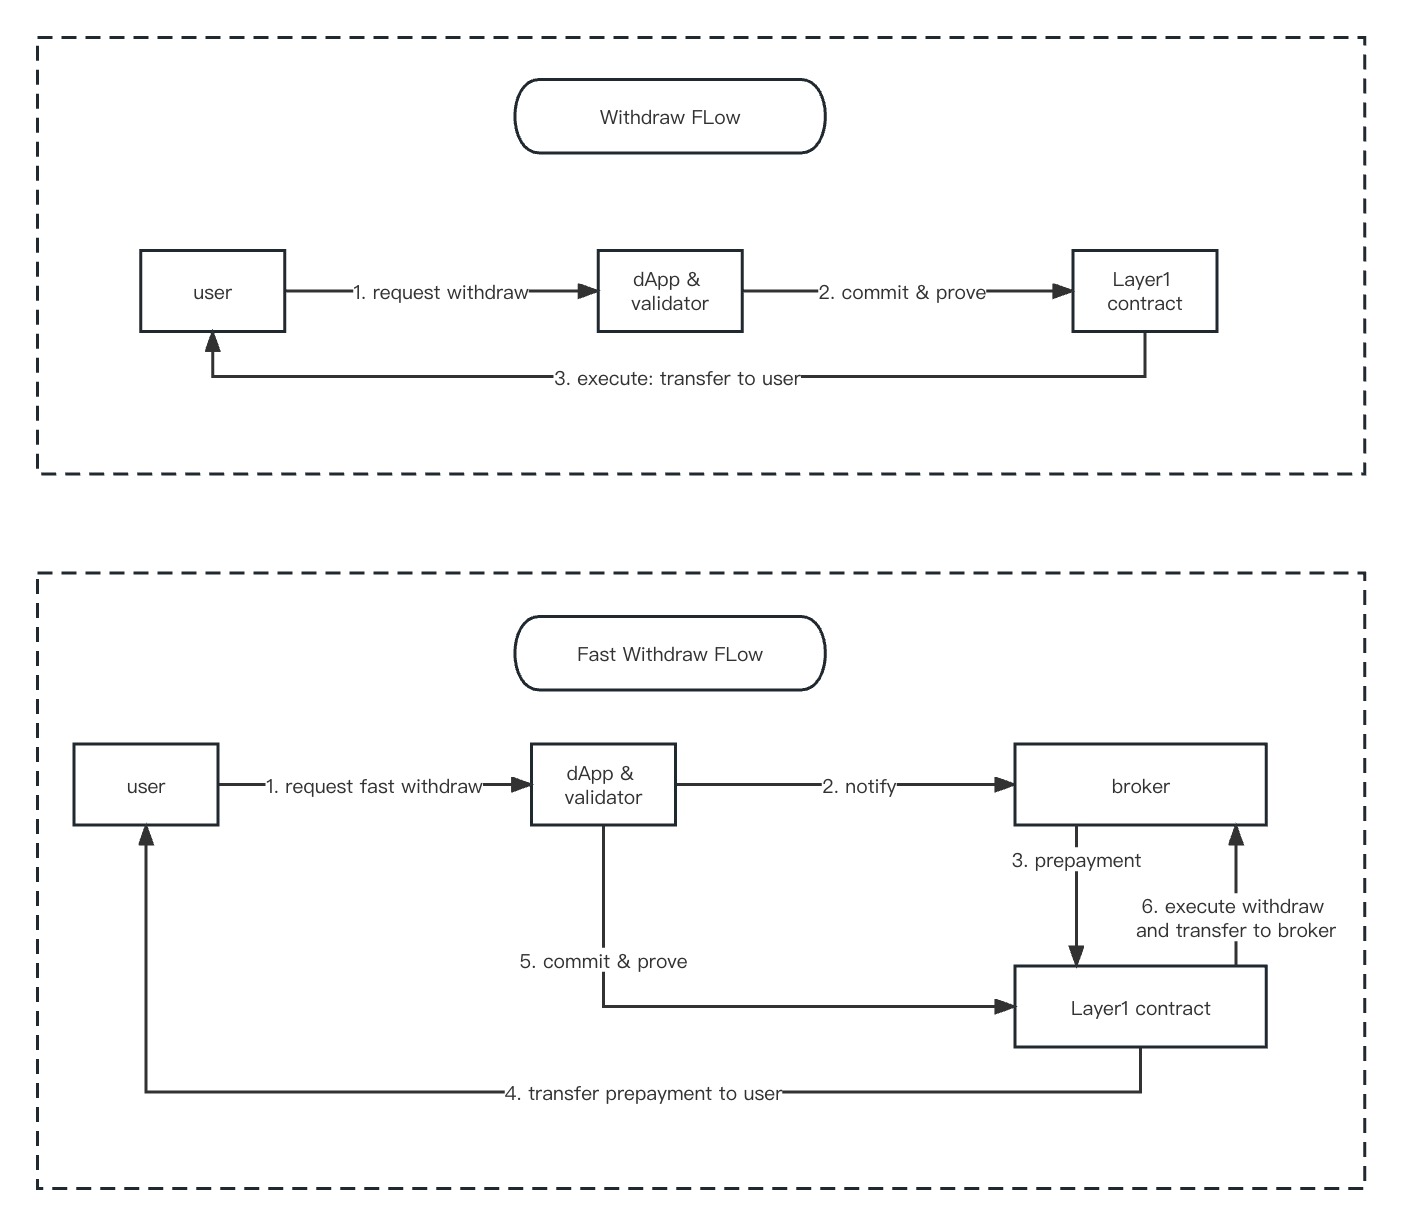 Withdraw FLow
user
1. request withdraw
dApp &
validator
2. commit & prove
Layer1
contract
3. execute: transfer to user
Fast Withdraw FLow
user
1. request fast withdraw
dApp &
validator
2. notify
broker
3. prepayment
6. execute withdraw
and transfer to broker
5. commit & prove
Layer1 contract
4. transfer prepayment to user